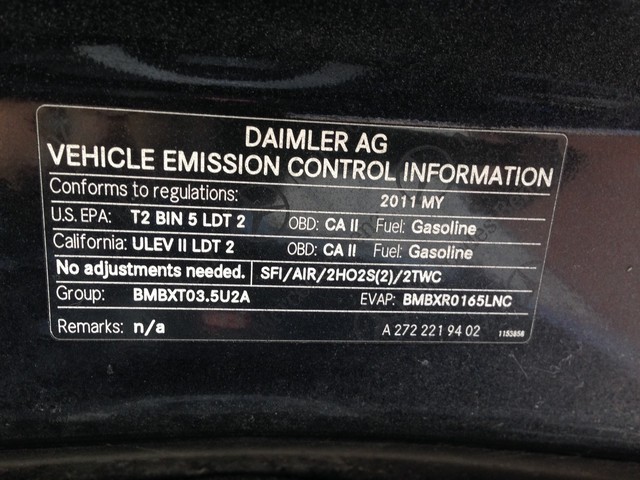 DAIMLER AG
VEHICLE EMISSION CONTROL INFORMATION
Conforms to regulations: 2011 MY
U.S. EPA: T2 BIN 5 LDT 2 OBD: CA II Fuel: Gasoline
California: ULEV II LDT 2 OBD: CA II Fuel: Gasoline
No adjustments needed. SFI/AIR/2HO2S(2)/2TWC
Group: BMBXT03.5U2A EVAP: BMBXR0165LNC
Remarks: n/a A 272 221 94 02 1153858